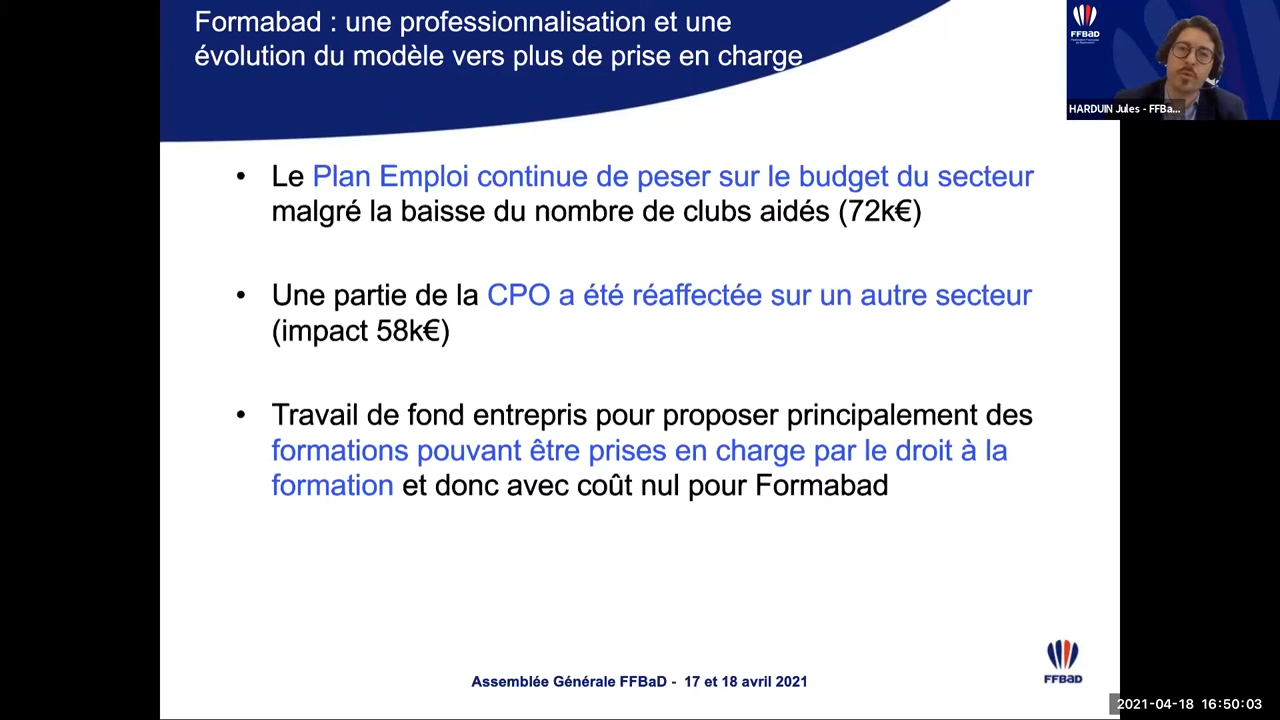 Formabad : une professionnalisation et une
évolution du modèle vers plus de prise en charge
FFBaD
HARDUIN Jules - FFBa...
• Le Plan Emploi continue de peser sur le budget du secteur
malgré la baisse du nombre de clubs aidés (72k€)
• Une partie de la CPO a été réaffectée sur un autre secteur
(impact 58k€)
• Travail de fond entrepris pour proposer principalement des
formations pouvant être prises en charge par le droit à la
formation et donc avec coût nul pour Formabad
FFBaD
Assemblée Générale FFBaD - 17 et 18 avril 2021
2021-04-18 16:50:03